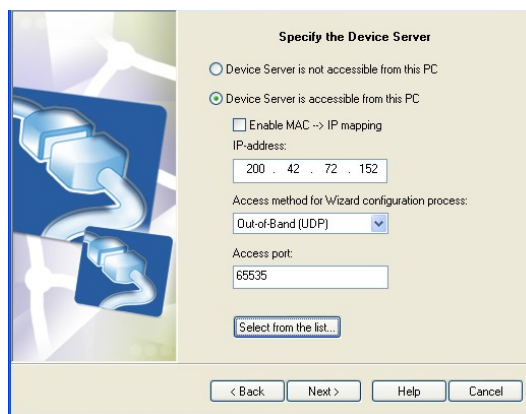 Specify the Device Server
Device Server is not accessible from this PC
Device Server is accessible from this PC
Enable MAC --> IP mapping
IP-address:
200 . 42 . 72 . 152
Access method for Wizard configuration process:
Out-of-Band (UDP)
Access port:
65535
Select from the list...
< Back Next > Help Cancel